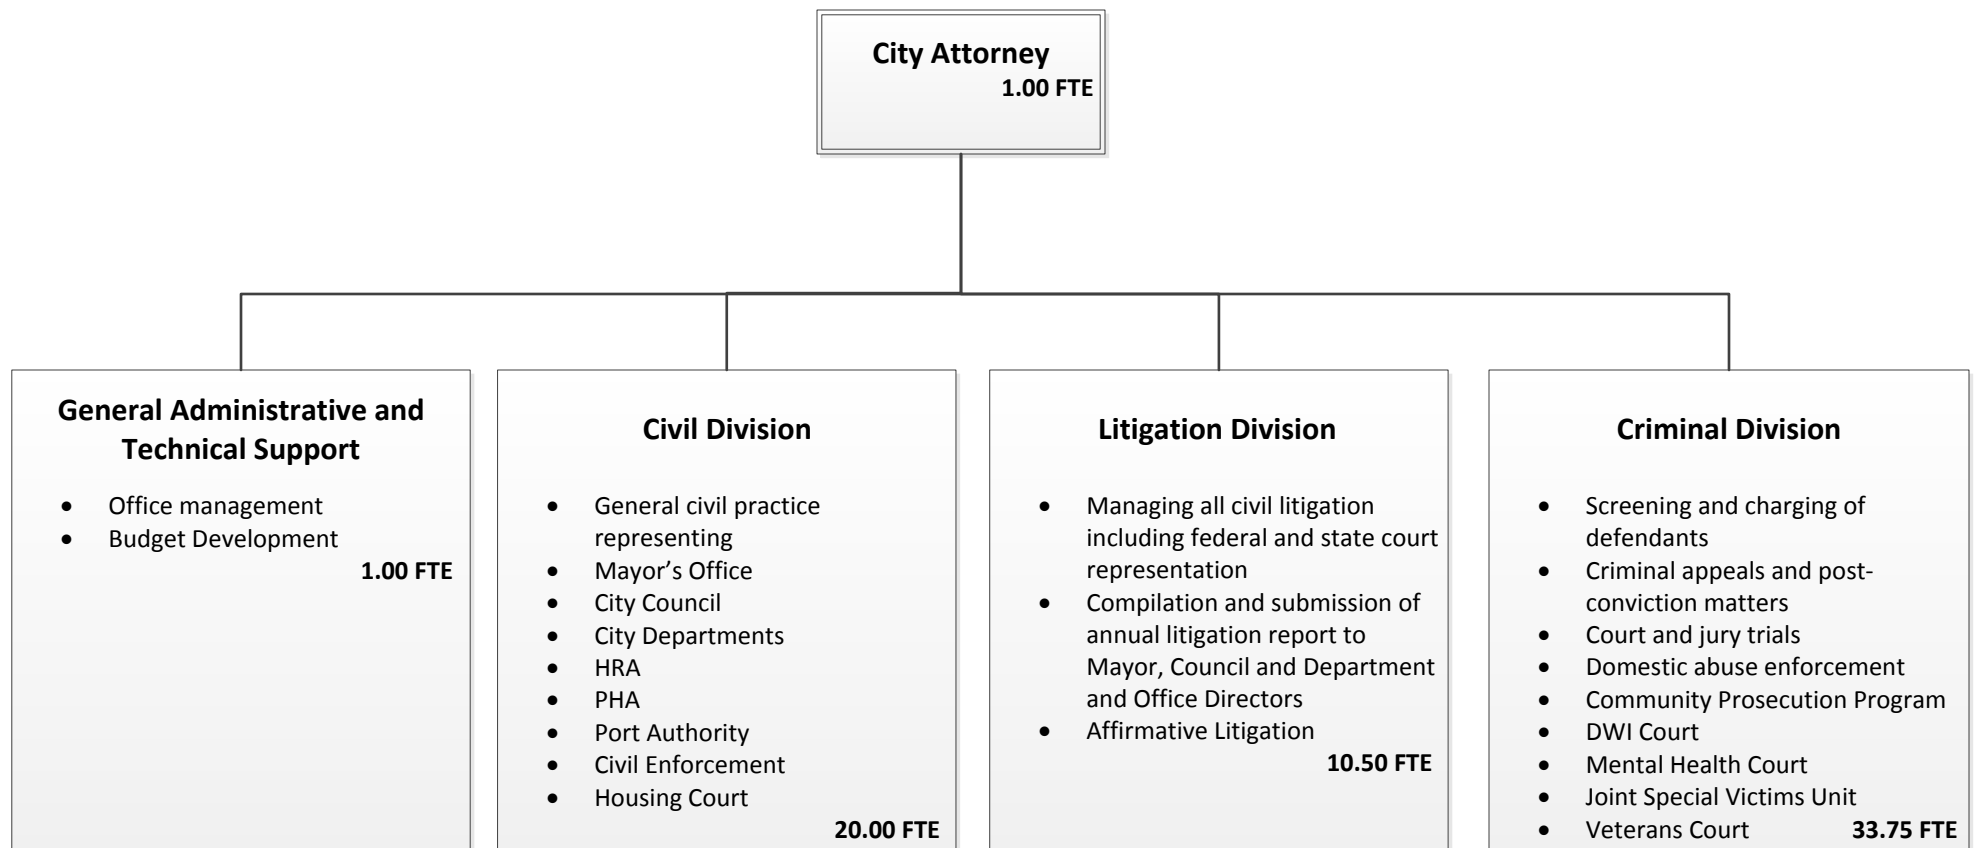 City Attorney
1.00 FTE
General Administrative and
Technical Support
• Office management
• Budget Development
1.00 FTE
Civil Division
• General civil practice
representing
• Mayor’s Office
• City Council
• City Departments
• HRA
• PHA
• Port Authority
• Civil Enforcement
• Housing Court
20.00 FTE
Litigation Division
• Managing all civil litigation
including federal and state court
representation
• Compilation and submission of
annual litigation report to
Mayor, Council and Department
and Office Directors
• Affirmative Litigation
10.50 FTE
Criminal Division
• Screening and charging of
defendants
• Criminal appeals and post-
conviction matters
• Court and jury trials
• Domestic abuse enforcement
• Community Prosecution Program
• DWI Court
• Mental Health Court
• Joint Special Victims Unit
• Veterans Court 33.75 FTE